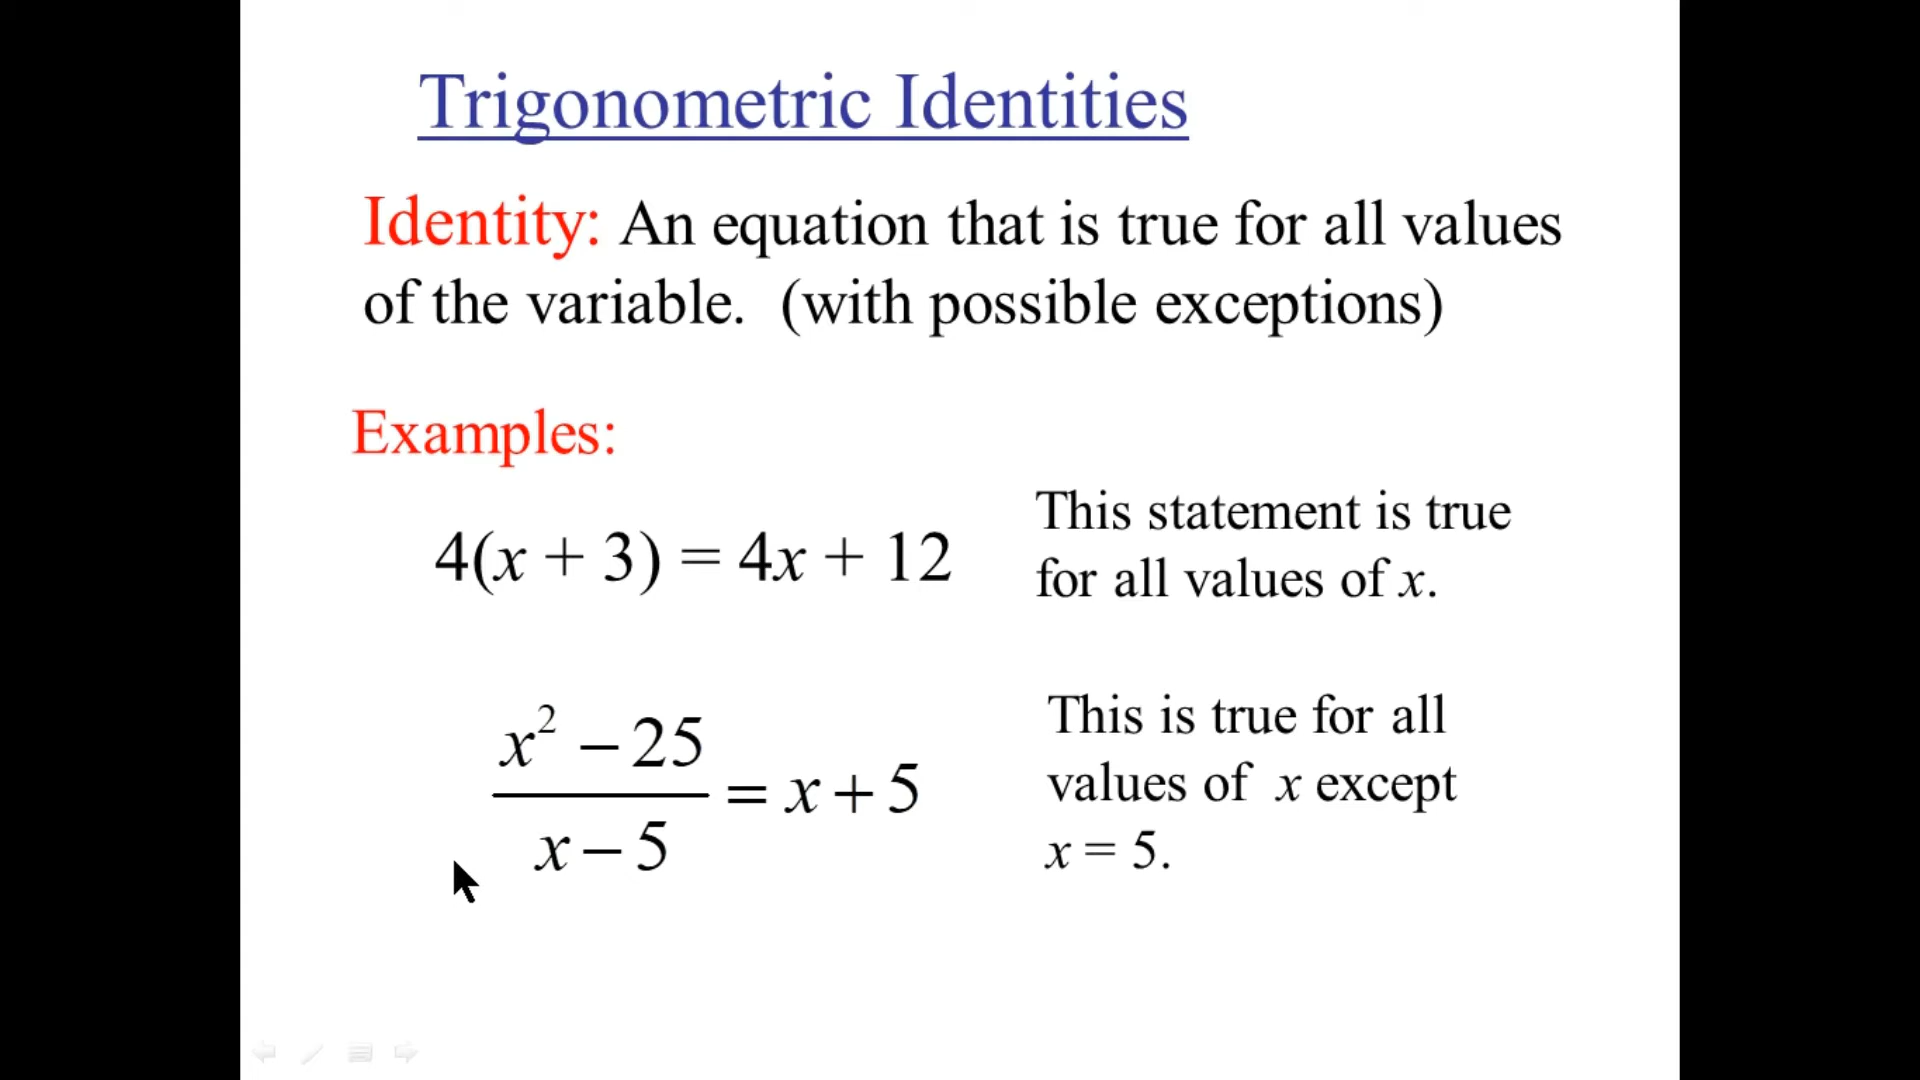 Trigonometric Identities
Identity: An equation that is true for all values
of the variable. (with possible exceptions)
Examples:
4(x + 3) = 4x + 12
This statement is true
for all values of x.
x² − 25
x − 5
= x + 5
This is true for all
values of x except
x = 5.